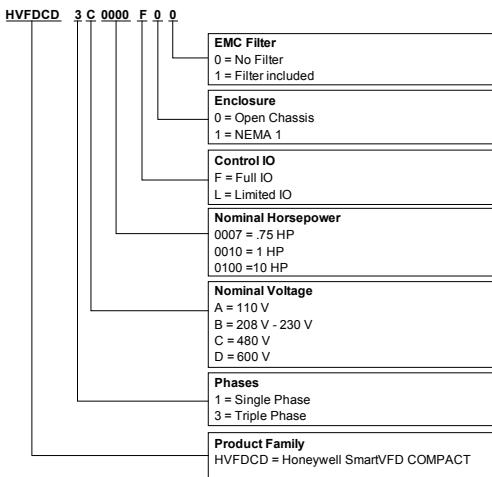 HVFDCD 3 C 0000 F 0 0
EMC Filter
0 = No Filter
1 = Filter included
Enclosure
0 = Open Chassis
1 = NEMA 1
Control IO
F = Full IO
L = Limited IO
Nominal Horsepower
0007 = .75 HP
0010 = 1 HP
0100 =10 HP
Nominal Voltage
A = 110 V
B = 208 V - 230 V
C = 480 V
D = 600 V
Phases
1 = Single Phase
3 = Triple Phase
Product Family
HVFDCD = Honeywell SmartVFD COMPACT